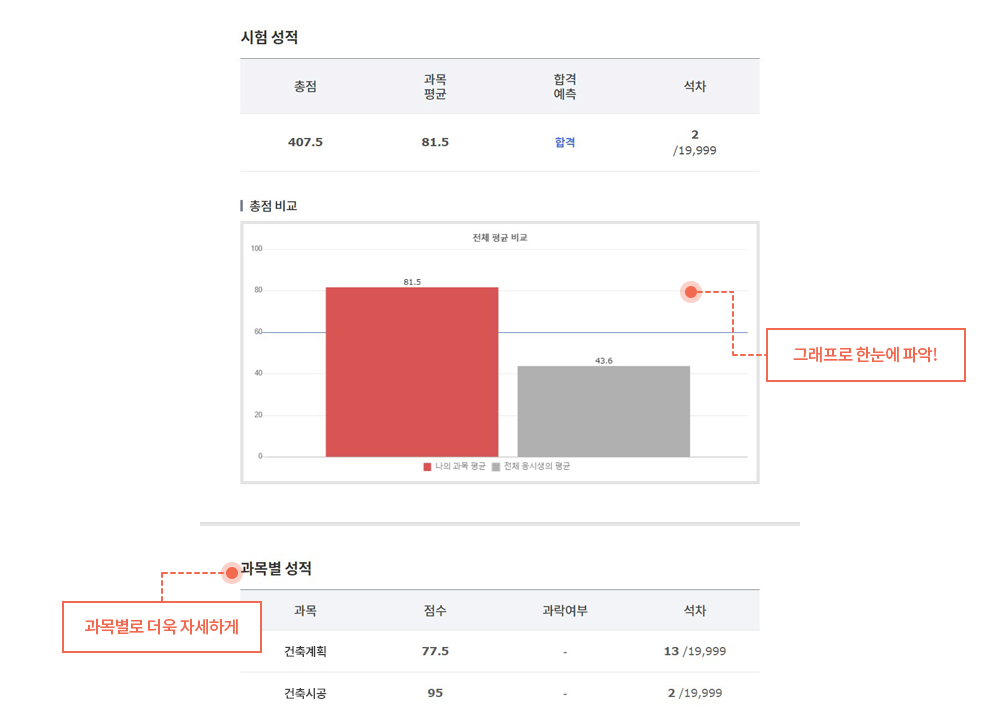 시험 성적
총점
과목
평균
합격
예측
석차
407.5
81.5
합격
2
/19,999
총점 비교
전체 평균 비교
100
80
60
40
20
0
81.5
43.6
나의 과목 평균 전체 응시생의 평균
그래프로 한눈에 파악!
과목별 성적
과목별로 더욱 자세하게
과목 점수 과락여부 석차
건축계획 77.5 - 13 /19,999
건축시공 95 - 2 /19,999